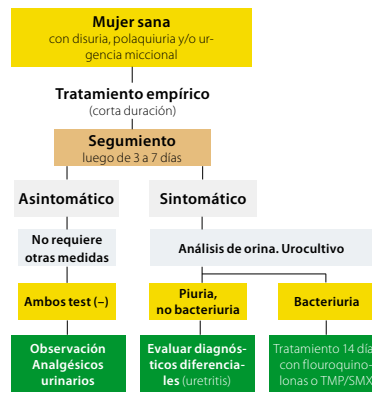 Mujer sana
con disuria, polaquiuria y/o ur-
gencia miccional
Tratamiento empírico
(corta duración)
Segumiento
luego de 3 a 7 días
Asintomático
Sintomático
No requiere
otras medidas
Análisis de orina. Urocultivo
Ambos test (–)
Piuria,
no bacteriuria
Bacteriuria
Observación
Analgésicos
urinarios
Evaluar diagnós-
ticos diferencia-
les (uretritis)
Tratamiento 14 día
con flouroquino-
lonas o TMP/SMX